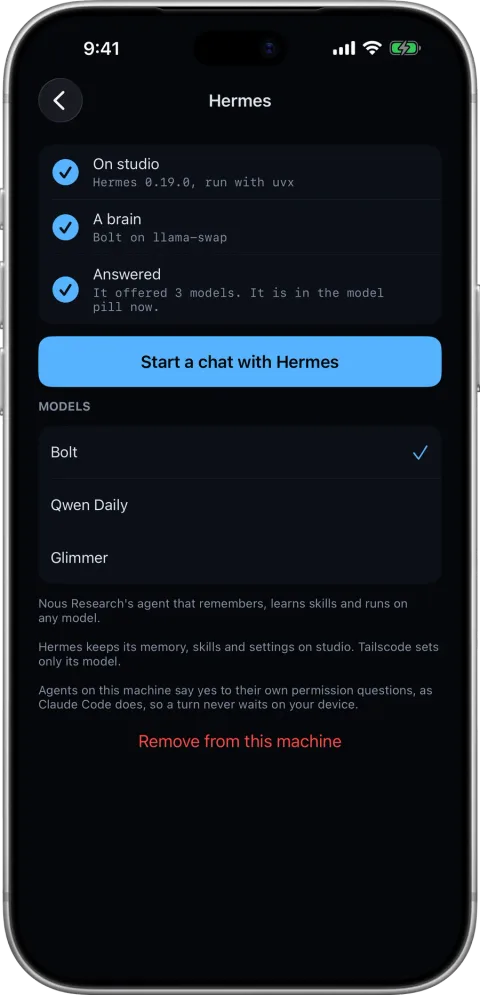 9:41
Hermes
On studio
Hermes 0.19.0, run with uvx
A brain
Bolt on llama-swap
Answered
It offered 3 models. It is in the model
pill now.
Start a chat with Hermes
MODELS
Bolt
Qwen Daily
Glimmer
Nous Research's agent that remembers, learns skills and runs on
any model.
Hermes keeps its memory, skills and settings on studio. Tailscode sets
only its model.
Agents on this machine say yes to their own permission questions, as
Claude Code does, so a turn never waits on your device.
Remove from this machine